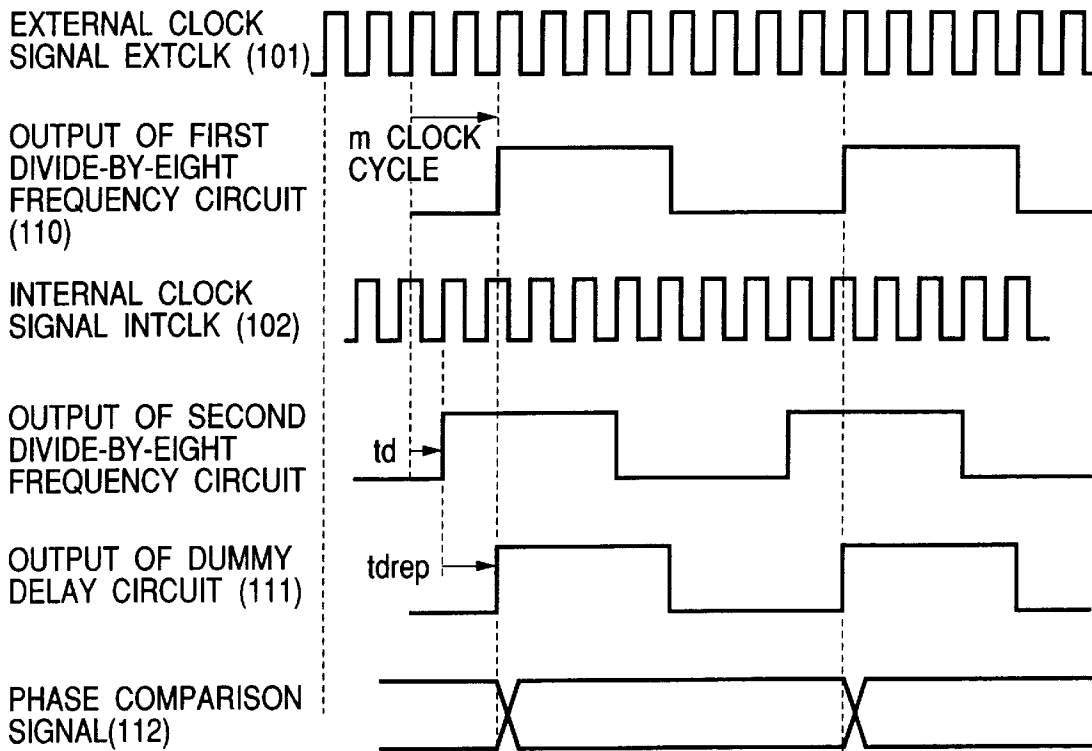 EXTERNAL CLOCK
SIGNAL EXTCLK (101)
OUTPUT OF FIRST
DIVIDE-BY-EIGHT
FREQUENCY CIRCUIT
(110)
m CLOCK
CYCLE
INTERNAL CLOCK
SIGNAL INTCLK (102)
OUTPUT OF SECOND
DIVIDE-BY-EIGHT
FREQUENCY CIRCUIT
td
OUTPUT OF DUMMY
DELAY CIRCUIT (111)
tdrep
PHASE COMPARISON
SIGNAL(112)